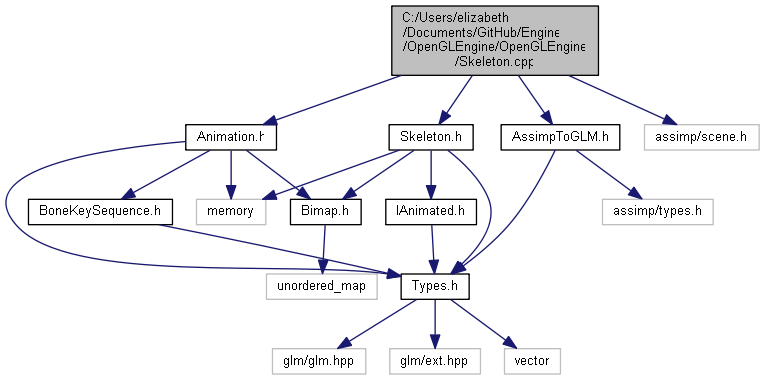 C:/Users/elizabeth
/Documents/GitHub/Engine
/OpenGLEngine/OpenGLEngine
/Skeleton.cpp
Animation.h
Skeleton.h
AssimpToGLM.h
assimp/scene.h
BoneKeySequence.h
memory
Bimap.h
IAnimated.h
assimp/types.h
unordered_map
Types.h
glm/glm.hpp
glm/ext.hpp
vector